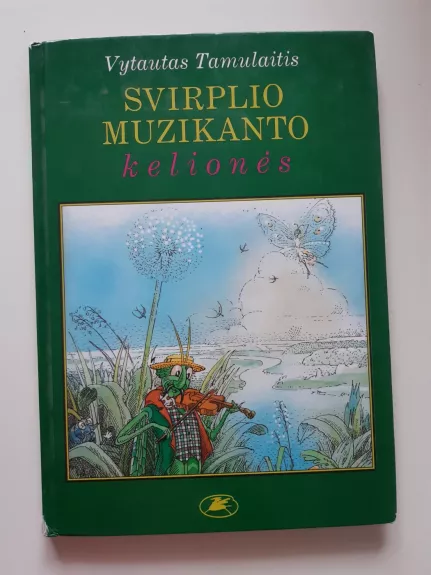 Vytautas Tamulaitis
SVIRPLIO
MUZIKANTO
kelionės